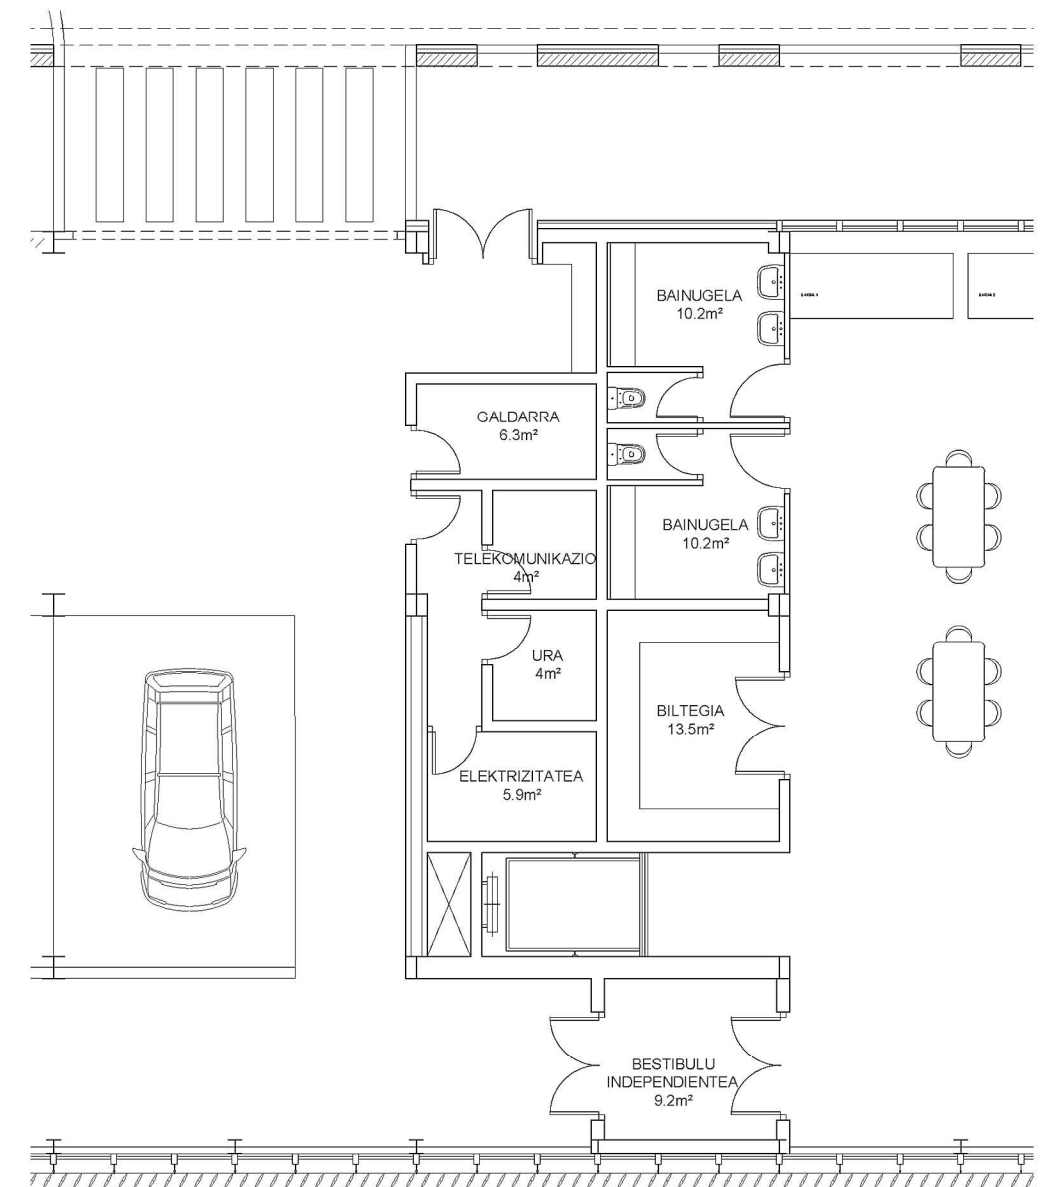 BAINUGELA
10.2m²
GALDARRA
6.3m²
BAINUGELA
10.2m²
TELEKOMUNIKAZIO
4m²
URA
4m²
BILTEGIA
13.5m²
ELEKTRIZITATEA
5.9m²
BESTIBULU
INDEPENDIENTEA
9.2m²